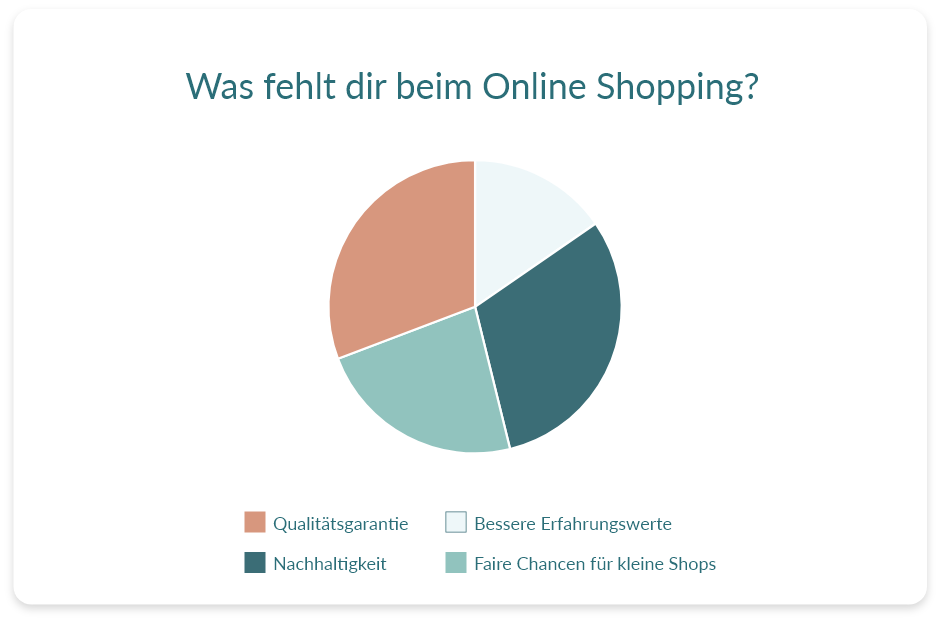 Was fehlt dir beim Online Shopping?
Qualitätsgarantie
Bessere Erfahrungswerte
Nachhaltigkeit
Faire Chancen für kleine Shops